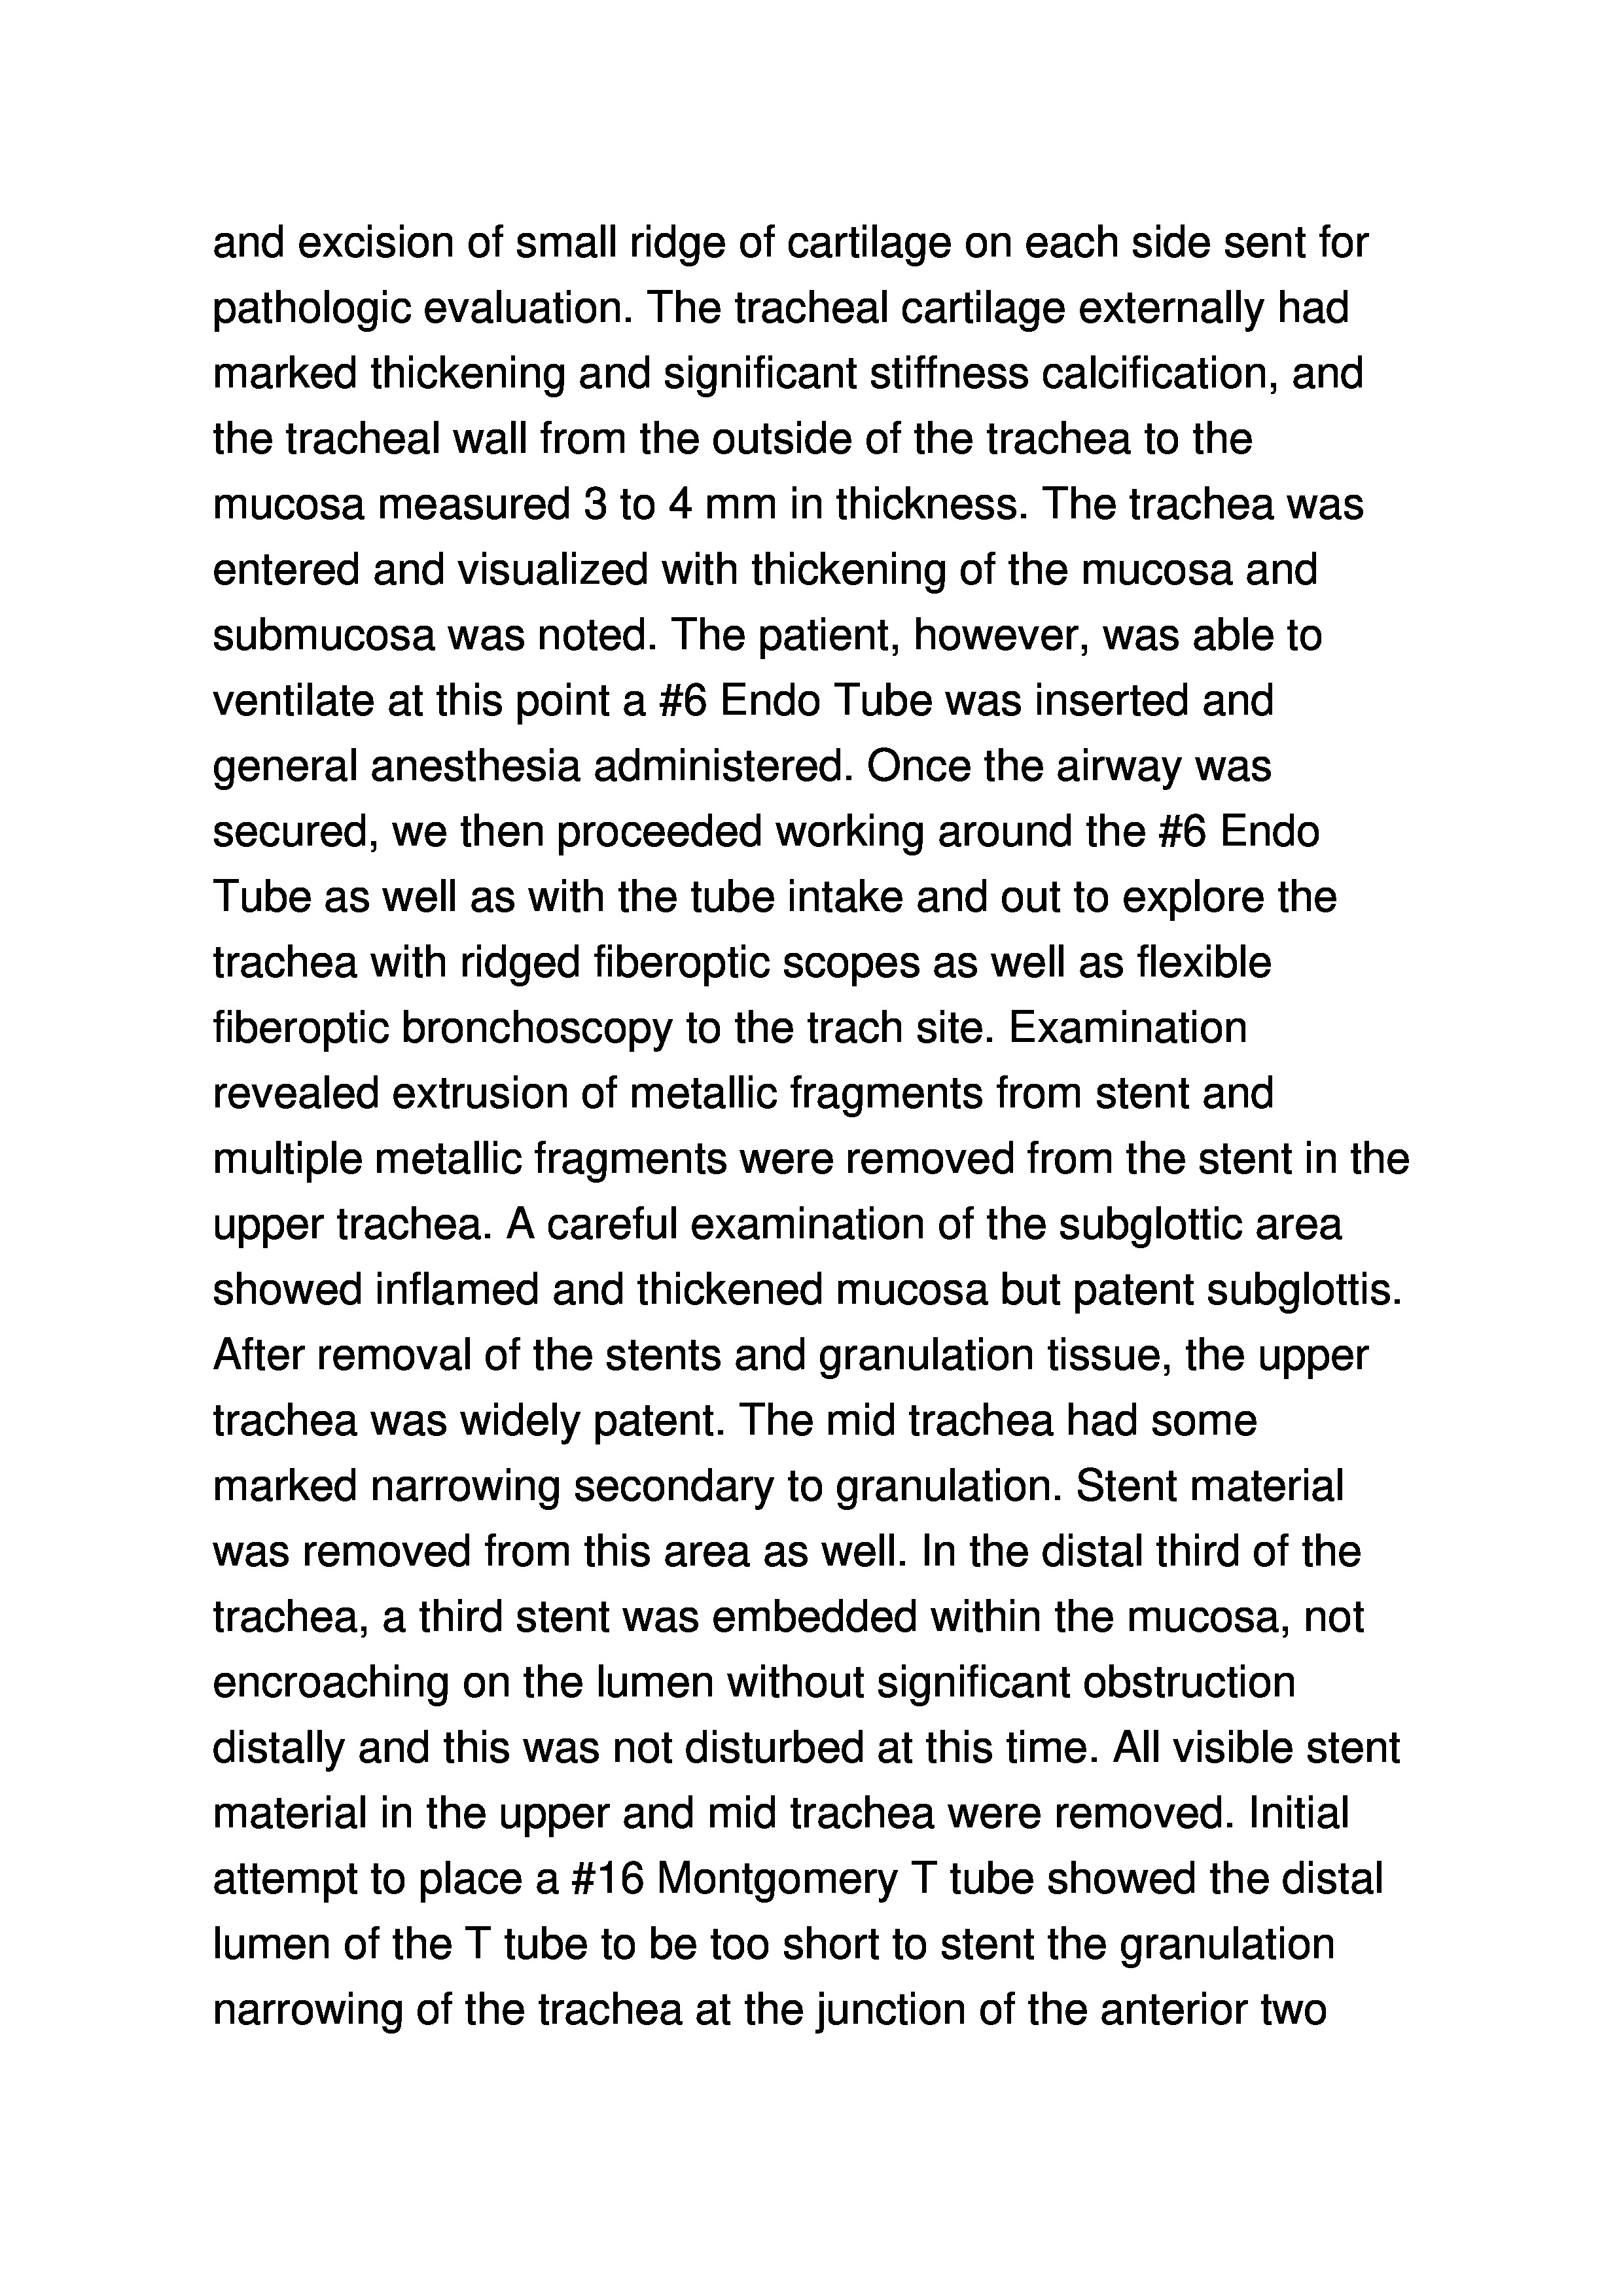 and excision of small ridge of cartilage on each side sent for
pathologic evaluation. The tracheal cartilage externally had
marked thickening and significant stiffness calcification, and
the tracheal wall from the outside of the trachea to the
mucosa measured 3 to 4 mm in thickness. The trachea was
entered and visualized with thickening of the mucosa and
submucosa was noted. The patient, however, was able to
ventilate at this point a #6 Endo Tube was inserted and
general anesthesia administered. Once the airway was
secured, we then proceeded working around the #6 Endo
Tube as well as with the tube intake and out to explore the
trachea with ridged fiberoptic scopes as well as flexible
fiberoptic bronchoscopy to the trach site. Examination
revealed extrusion of metallic fragments from stent and
multiple metallic fragments were removed from the stent in the
upper trachea. A careful examination of the subglottic area
showed inflamed and thickened mucosa but patent subglottis.
After removal of the stents and granulation tissue, the upper
trachea was widely patent. The mid trachea had some
marked narrowing secondary to granulation. Stent material
was removed from this area as well. In the distal third of the
trachea, a third stent was embedded within the mucosa, not
encroaching on the lumen without significant obstruction
distally and this was not disturbed at this time. All visible stent
material in the upper and mid trachea were removed. Initial
attempt to place a #16 Montgomery T tube showed the distal
lumen of the T tube to be too short to stent the granulation
narrowing of the trachea at the junction of the anterior two